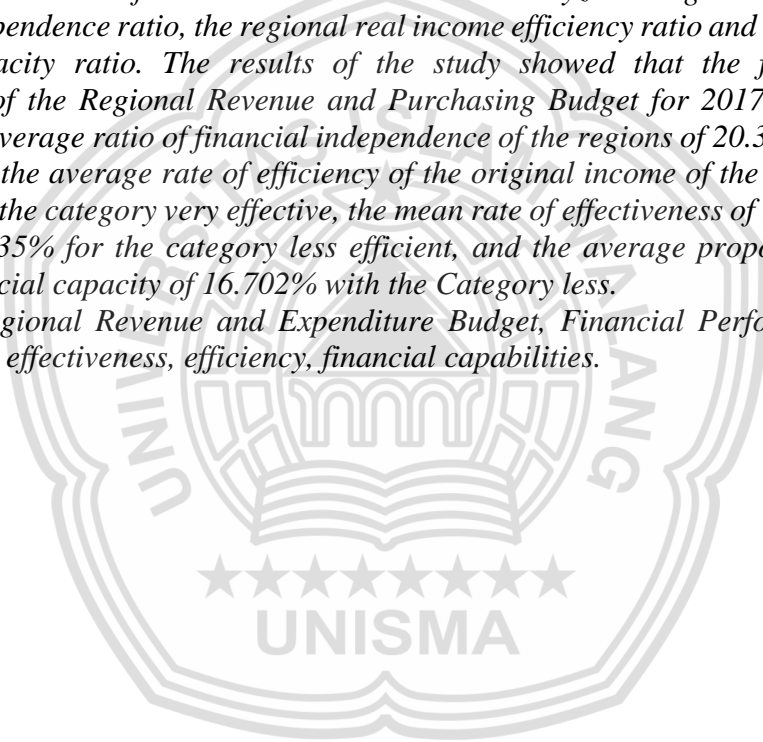 pendence ratio, the regional real income efficiency ratio and
acity ratio. The results of the study showed that the f
of the Regional Revenue and Purchasing Budget for 2017
verage ratio of financial independence of the regions of 20.3
the average rate of efficiency of the original income of the
the category very effective, the mean rate of effectiveness of
35% for the category less efficient, and the average propo
cial capacity of 16.702% with the Category less.
gional Revenue and Expenditure Budget, Financial Perfo
effectiveness, efficiency, financial capabilities.
UNIVERSITAS ISLAM MALANG
UNISMA